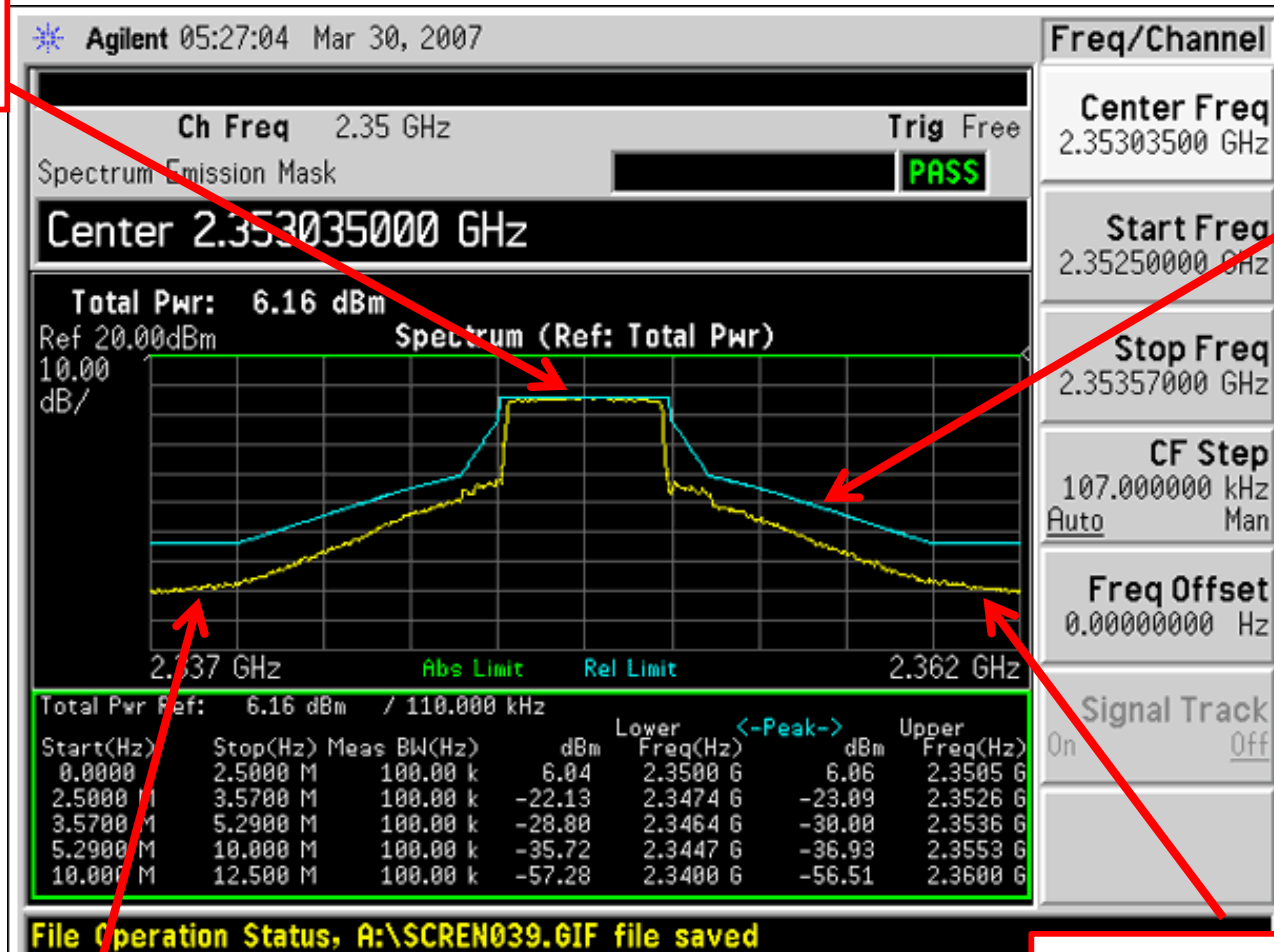 Agilent 05:27:04 Mar 30, 2007
Freq/Channel
Ch Freq 2.35 GHz Trig Free
Spectrum Emission Mask PASS
Center 2.353035000 GHz
Center Freq
2.35303500 GHz
Start Freq
2.35250000 GHz
Stop Freq
2.35357000 GHz
CF Step
107.000000 kHz
Auto Man
Freq Offset
0.00000000 Hz
Signal Track
On Off
Total Pwr: 6.16 dBm
Ref 20.00dBm Spectrum (Ref: Total Pwr)
10.00
dB/
2.337 GHz Abs Limit Rel Limit 2.362 GHz
Total Pwr Ref: 6.16 dBm / 110.000 kHz
Lower <-Peak-> Upper
Start(Hz) Stop(Hz) Meas BW(Hz) dBm Freq(Hz) dBm Freq(Hz)
0.0000 2.5000 M 100.00 k 6.04 2.3500 G 6.06 2.3505 G
2.5000 M 3.5700 M 100.00 k -22.13 2.3474 G -23.09 2.3526 G
3.5700 M 5.2900 M 100.00 k -28.80 2.3464 G -30.00 2.3536 G
5.2900 M 10.000 M 100.00 k -35.72 2.3447 G -36.93 2.3553 G
10.000 M 12.500 M 100.00 k -57.28 2.3400 G -56.51 2.3600 G
File Operation Status, A:\SCREN039.GIF file saved